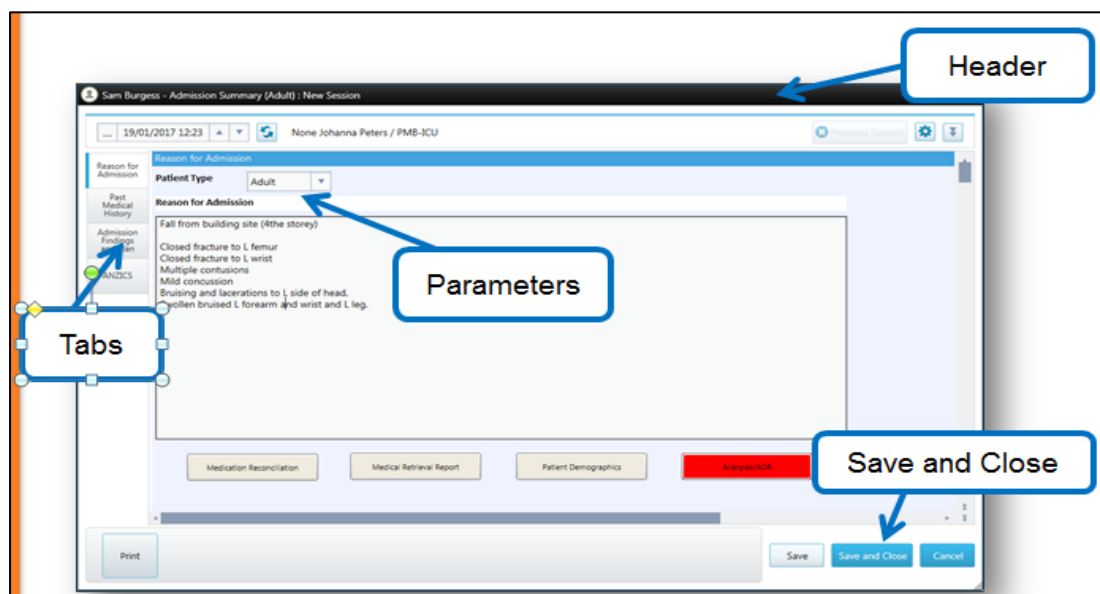 Header
Sam Burgess - Admission Summary (Adult) : New Session
... 19/01/2017 12:23 None Johanna Peters / PMB-ICU Previous Session
Reason for
Admission
Past
Medical
History
Admission
Findings
ANZICS
Tabs
Reason for Admission
Patient Type Adult
Reason for Admission
Fall from building site (4the storey)
Closed fracture to L femur
Closed fracture to L wrist
Multiple contusions
Mild concussion
Bruising and lacerations to L side of head,
bruised L forearm and wrist and L leg.
Parameters
Medication Reconciliation Medical Retrieval Report Patient Demographics Allergies/ADR
Save and Close
Print Save Save and Close Cancel